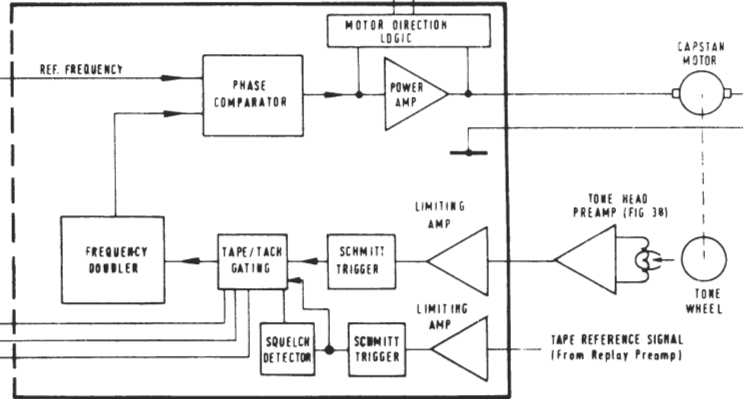 MOTOR DIRECTION
LOGIC
REF. FREQUENCY
PHASE
COMPARATOR
POWER
AMP
CAPSTAN
MOTOR
LIMITING
AMP
TONE HEAD
PREAMP (FIG 38)
FREQUENCY
DOUBLER
TAPE/TACH
GATING
SCHMITT
TRIGGER
TONE
WHEEL
LIMITING
AMP
SQUELCH
DETECTOR
SCHMITT
TRIGGER
TAPE REFERENCE SIGNAL
(From Replay Preamp)